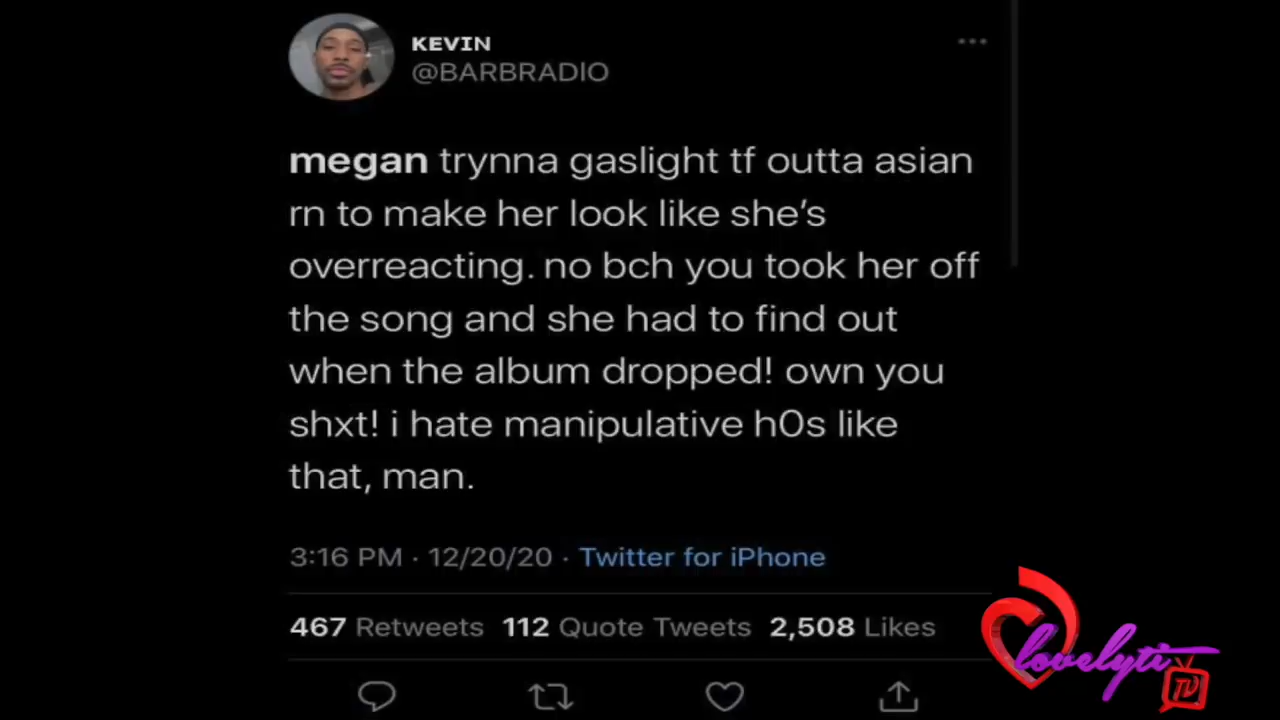 KEVIN
@BARBRADIO
megan trynna gaslight tf outta asian
rn to make her look like she's
overreacting. no bch you took her off
the song and she had to find out
when the album dropped! own you
shxt! i hate manipulative h0s like
that, man.
3:16 PM · 12/20/20 · Twitter for iPhone
467 Retweets 112 Quote Tweets 2,508 Likes
lovelyti
TV